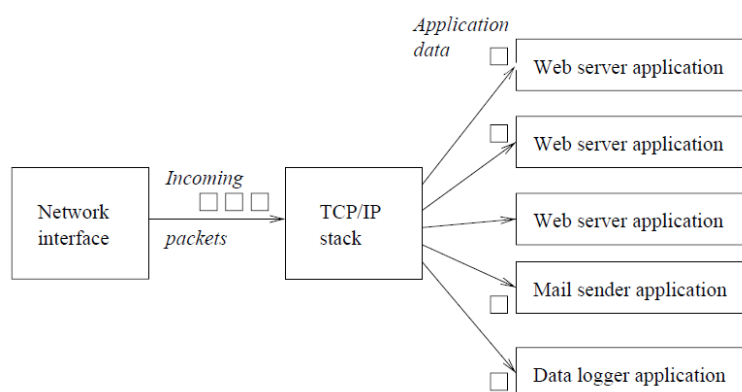 Application
data
Web server application
Web server application
Incoming
Network
interface
packets
TCP/IP
stack
Web server application
Mail sender application
Data logger application